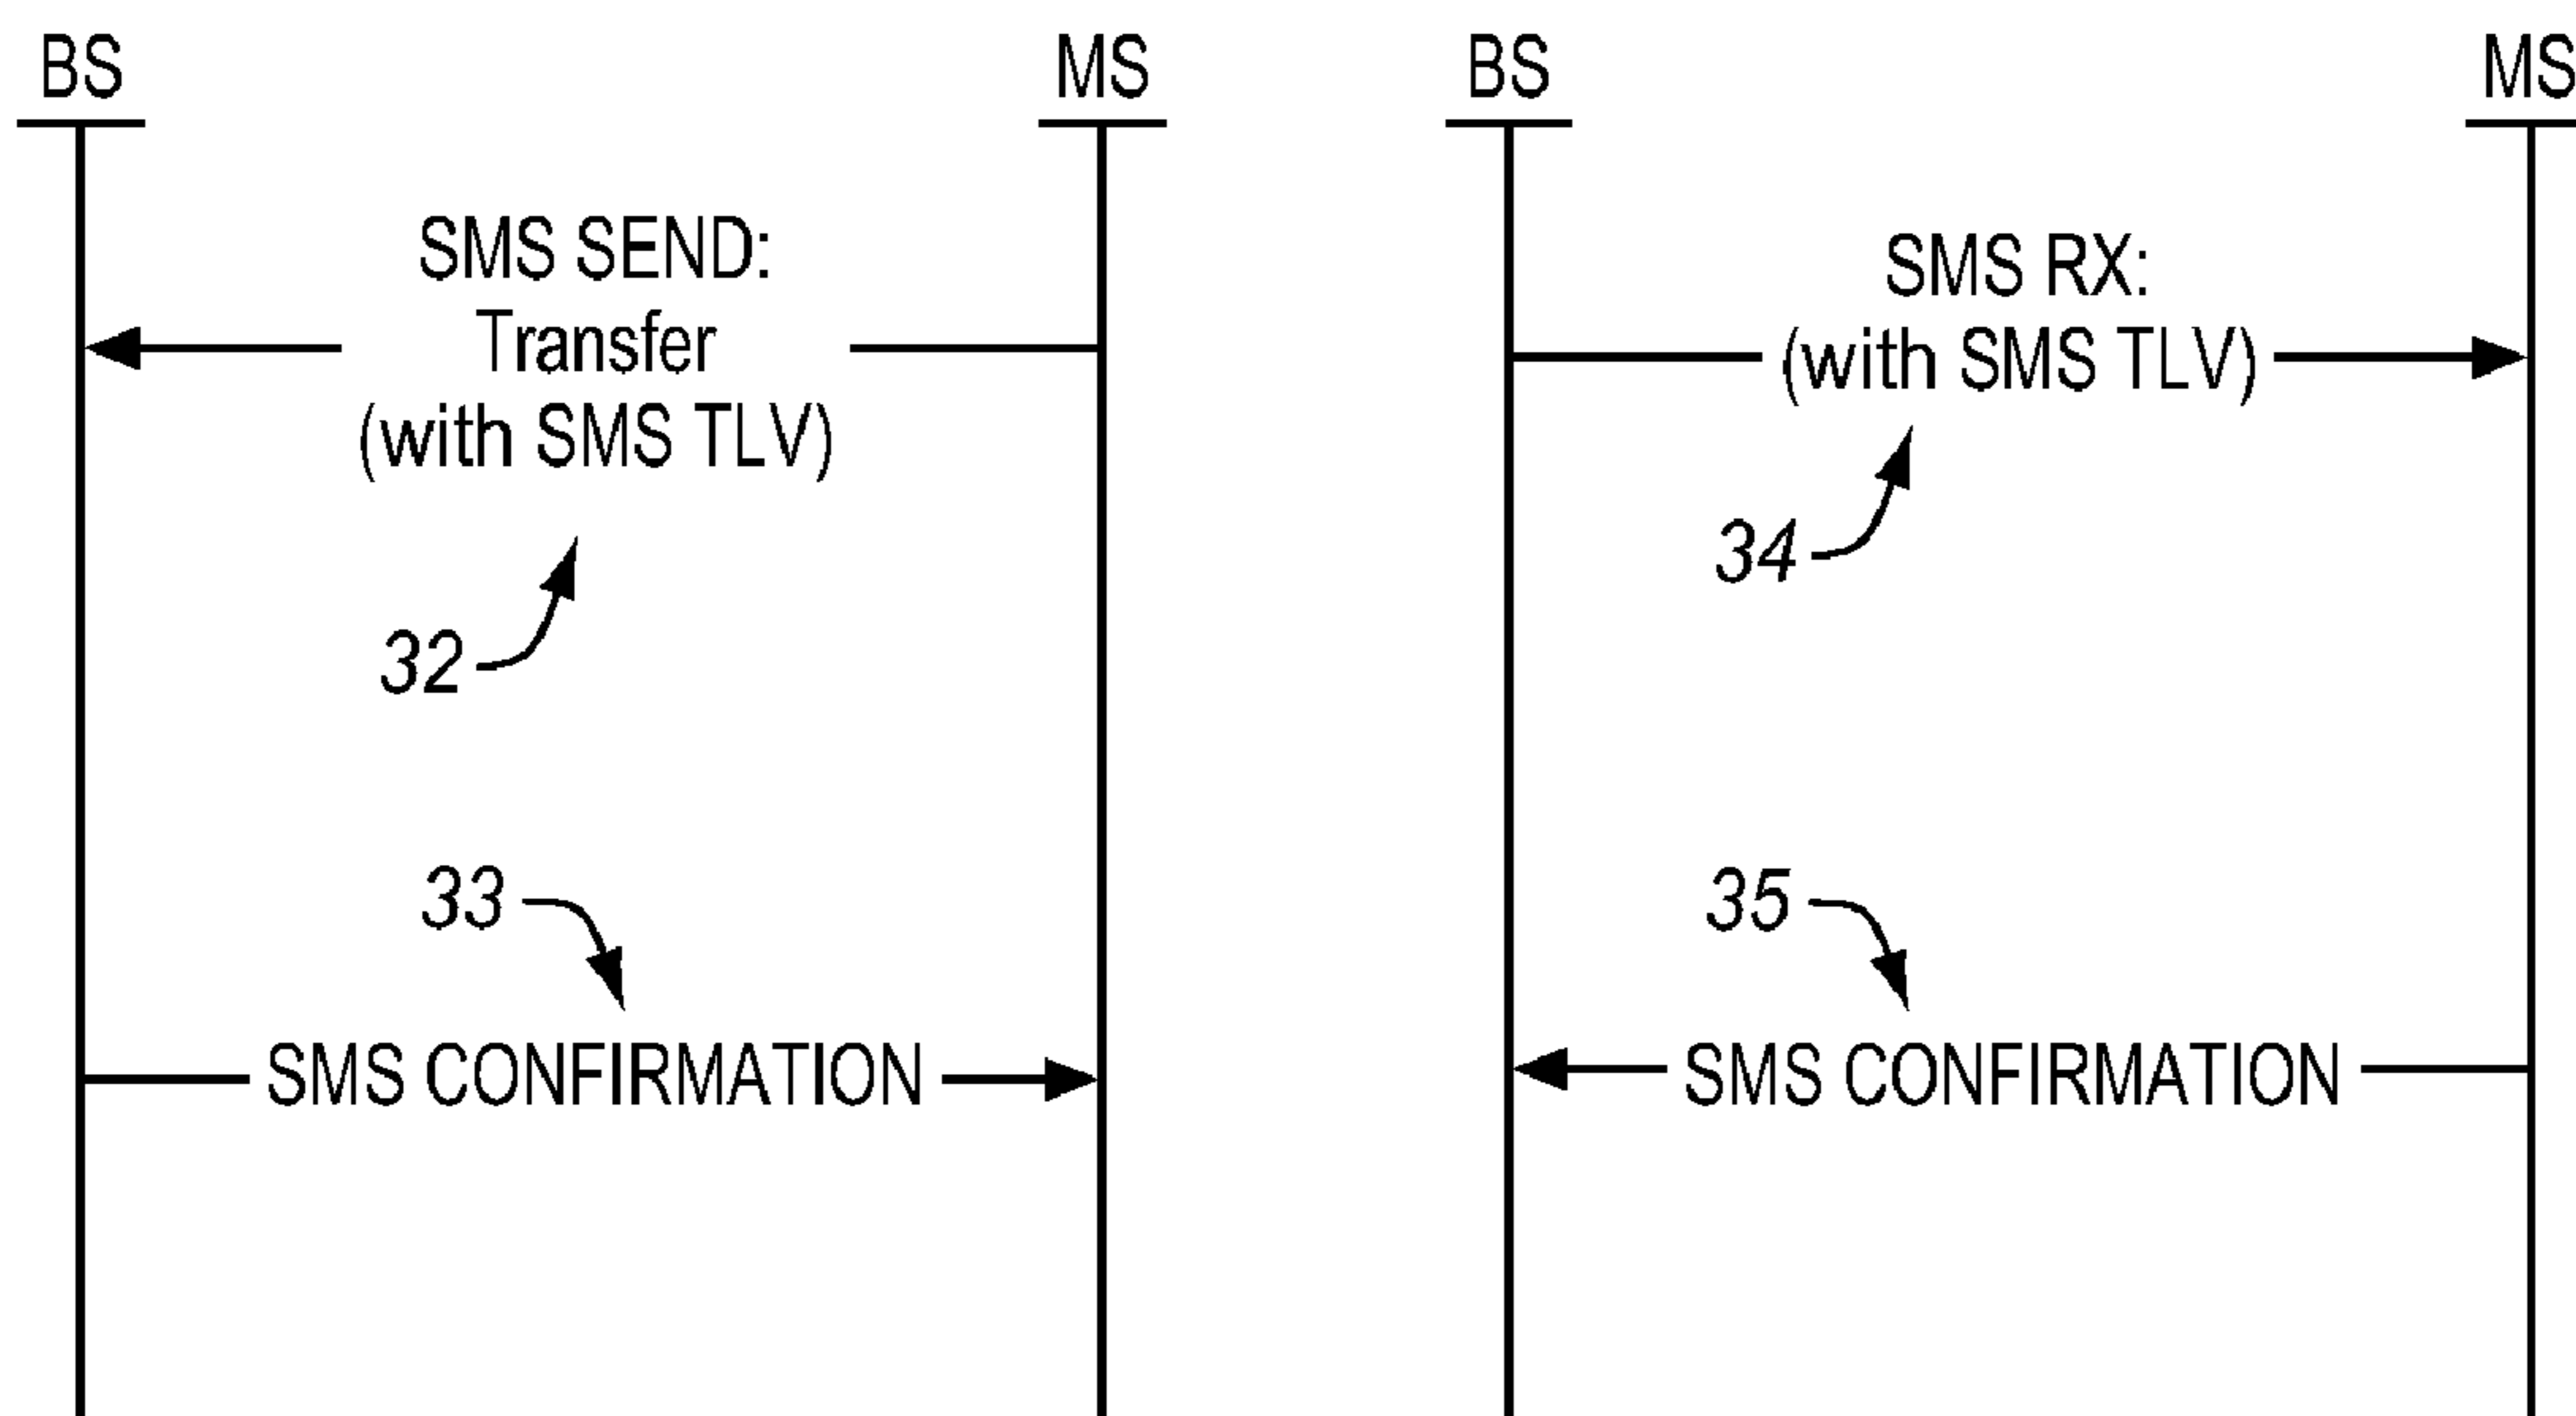 BS
MS
SMS SEND:
Transfer
(with SMS TLV)
32
33
SMS CONFIRMATION
BS
MS
SMS RX:
(with SMS TLV)
34
35
SMS CONFIRMATION